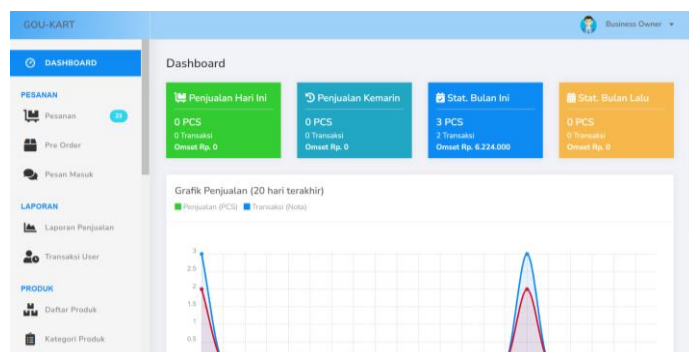 GOU-KART
Business Owner
DASHBOARD
PESANAN
Pesanan
Pre Order
Pesan Masuk
LAPORAN
Laporan Penjualan
Transaksi User
PRODUK
Daftar Produk
Kategori Produk
Dashboard
Penjualan Hari Ini
0 PCS
0 Transaksi
Omset Rp. 0
Penjualan Kemarin
0 PCS
0 Transaksi
Omset Rp. 0
Stat. Bulan Ini
3 PCS
2 Transaksi
Omset Rp. 6.224.000
Stat. Bulan Lalu
0 PCS
0 Transaksi
Omset Rp. 0
Grafik Penjualan (20 hari terakhir)
Penjualan (PCS) Transaksi (Nota)
3
2.5
2
1.5
1
0.5